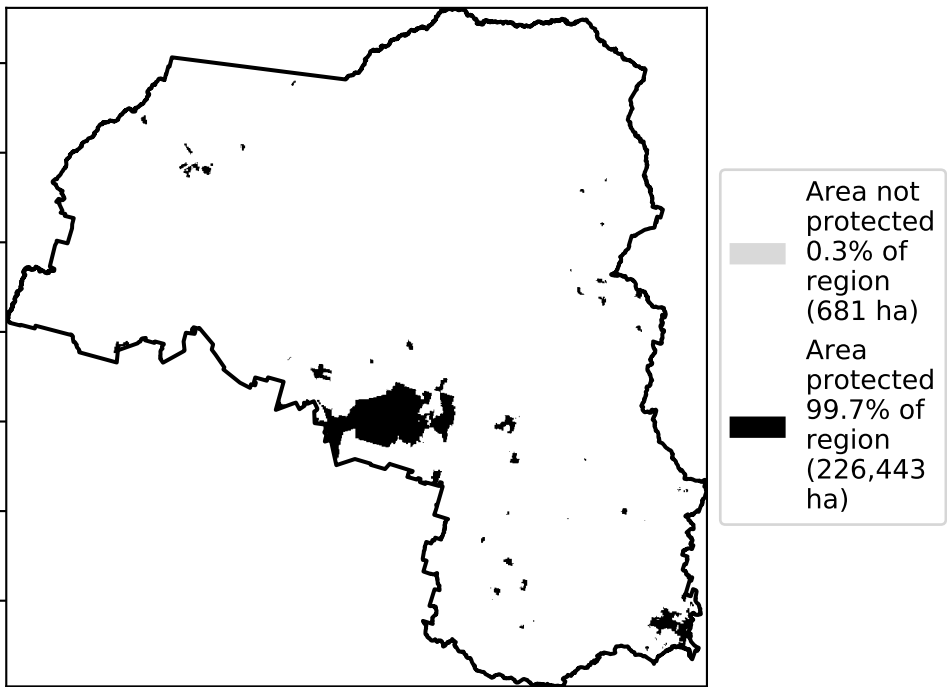 Area not
protected
0.3% of
region
(681 ha)
Area
protected
99.7% of
region
(226,443
ha)